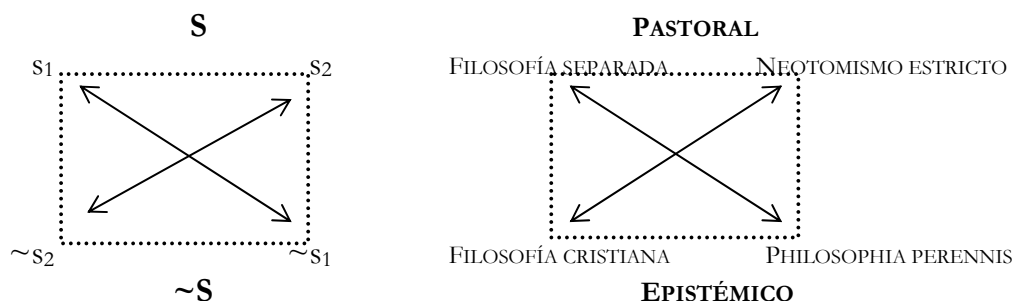 S PASTORAL
s1 s2 FILOSOFÍA SEPARADA NEOTOMISMO ESTRICTO
~s2 ~s1 FILOSOFÍA CRISTIANA PHILOSOPHIA PERENNIS
~S EPISTÉMICO